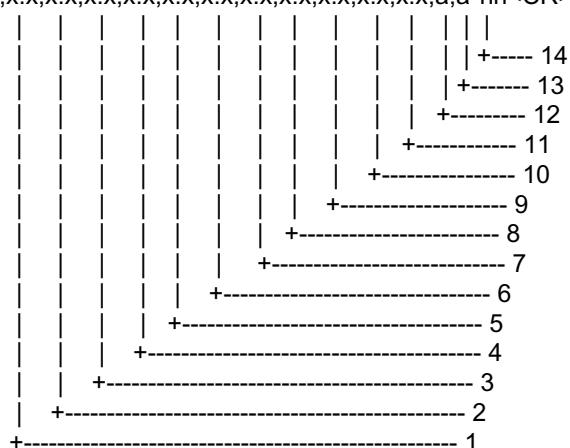 ,x.x,x.x,x.x,x.x,x.x,x.x,x.x,x.x,x.x,x.x,x.x,a,a*hh<CR>
| | | | | | | | | | | | | |
| | | | | | | | | | | | | +----- 14
| | | | | | | | | | | | +------- 13
| | | | | | | | | | | +--------- 12
| | | | | | | | | | +------------ 11
| | | | | | | | | +---------------- 10
| | | | | | | | +------------------- 9
| | | | | | | +----------------------- 8
| | | | | | +--------------------------- 7
| | | | | +------------------------------- 6
| | | | +----------------------------------- 5
| | | +--------------------------------------- 4
| | +------------------------------------------- 3
| +----------------------------------------------- 2
+--------------------------------------------------- 1